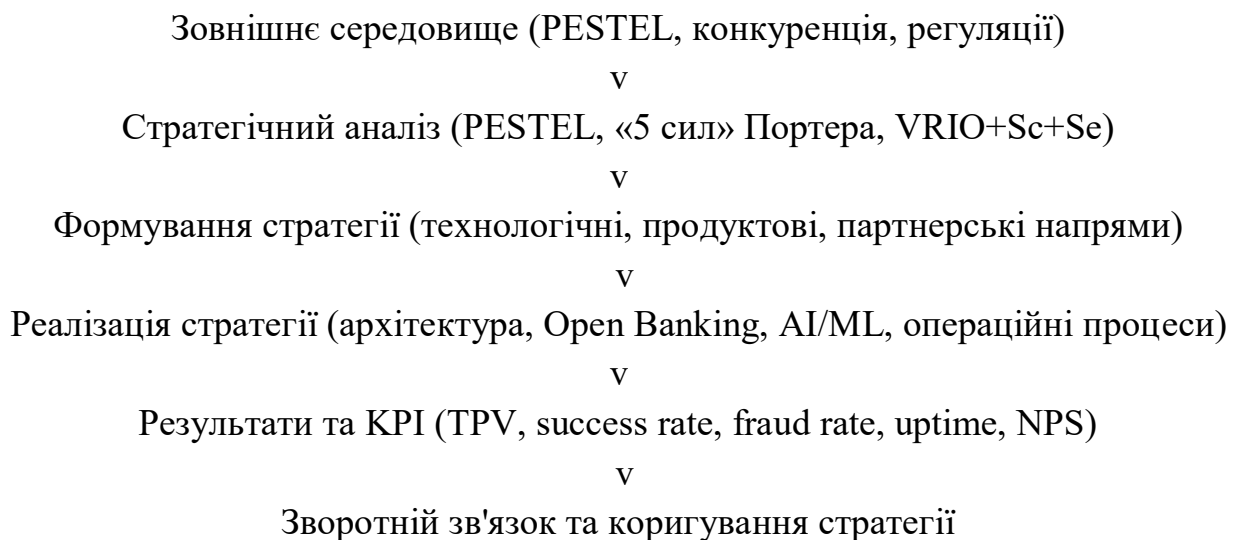 Зовнішнє середовище (PESTEL, конкуренція, регуляції)
v
Стратегічний аналіз (PESTEL, «5 сил» Портера, VRIO+Sc+Se)
v
Формування стратегії (технологічні, продуктові, партнерські напрями)
v
Реалізація стратегії (архітектура, Open Banking, AI/ML, операційні процеси)
v
Результати та KPI (TPV, success rate, fraud rate, uptime, NPS)
v
Зворотній зв'язок та коригування стратегії